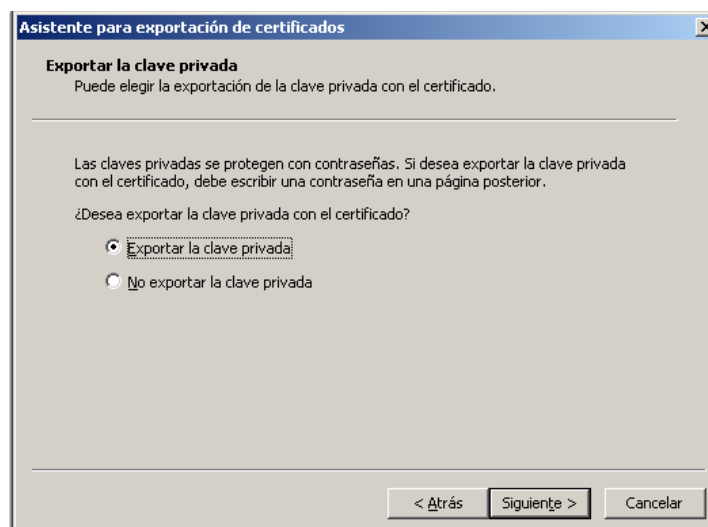 Asistente para exportación de certificados
Exportar la clave privada
Puede elegir la exportación de la clave privada con el certificado.
Las claves privadas se protegen con contraseñas. Si desea exportar la clave privada
con el certificado, debe escribir una contraseña en una página posterior.
¿Desea exportar la clave privada con el certificado?
Exportar la clave privada
No exportar la clave privada
< Atrás Siguiente > Cancelar